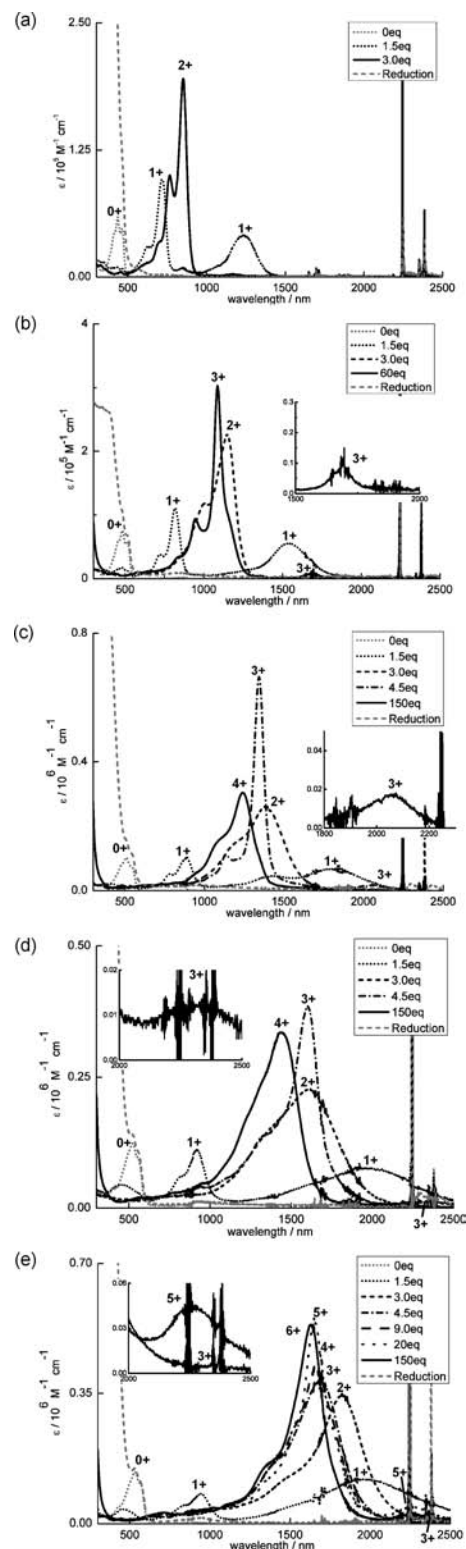 (a)
2.50
1.25
0.00
ε / 10⁵ M⁻¹ cm⁻¹
0eq
1.5eq
3.0eq
Reduction
0+
1+
2+
1+
500 1000 1500 2000 2500
wavelength / nm
(b)
4
2
0
ε / 10⁵ M⁻¹ cm⁻¹
0eq
1.5eq
3.0eq
60eq
Reduction
0.3
0.2
0.1
0.0
3+
1500 2000
3+
2+
1+
0+
1+
3+
500 1000 1500 2000 2500
wavelength / nm
(c)
0.8
0.4
0.0
ε / 10⁶ M⁻¹ cm⁻¹
0eq
1.5eq
3.0eq
4.5eq
150eq
Reduction
3+
0.04
0.02
0.00
3+
1800 2000 2200
4+
2+
0+
1+
1+
3+
500 1000 1500 2000 2500
wavelength / nm
(d)
0.50
0.25
0.00
ε / 10⁶ M⁻¹ cm⁻¹
0.02
0.01
0.00
3+
2000 2500
0eq
1.5eq
3.0eq
4.5eq
150eq
Reduction
3+
4+
2+
0+
1+
1+
3+
500 1000 1500 2000 2500
wavelength / nm
(e)
0.70
0.35
0.00
ε / 10⁶ M⁻¹ cm⁻¹
0.06
0.03
0.00
5+
3+
2000 2500
0eq
1.5eq
3.0eq
4.5eq
9.0eq
20eq
150eq
Reduction
6+
5+
4+
3+
2+
0+
1+
1+
5+
3+
500 1000 1500 2000 2500
wavelength / nm